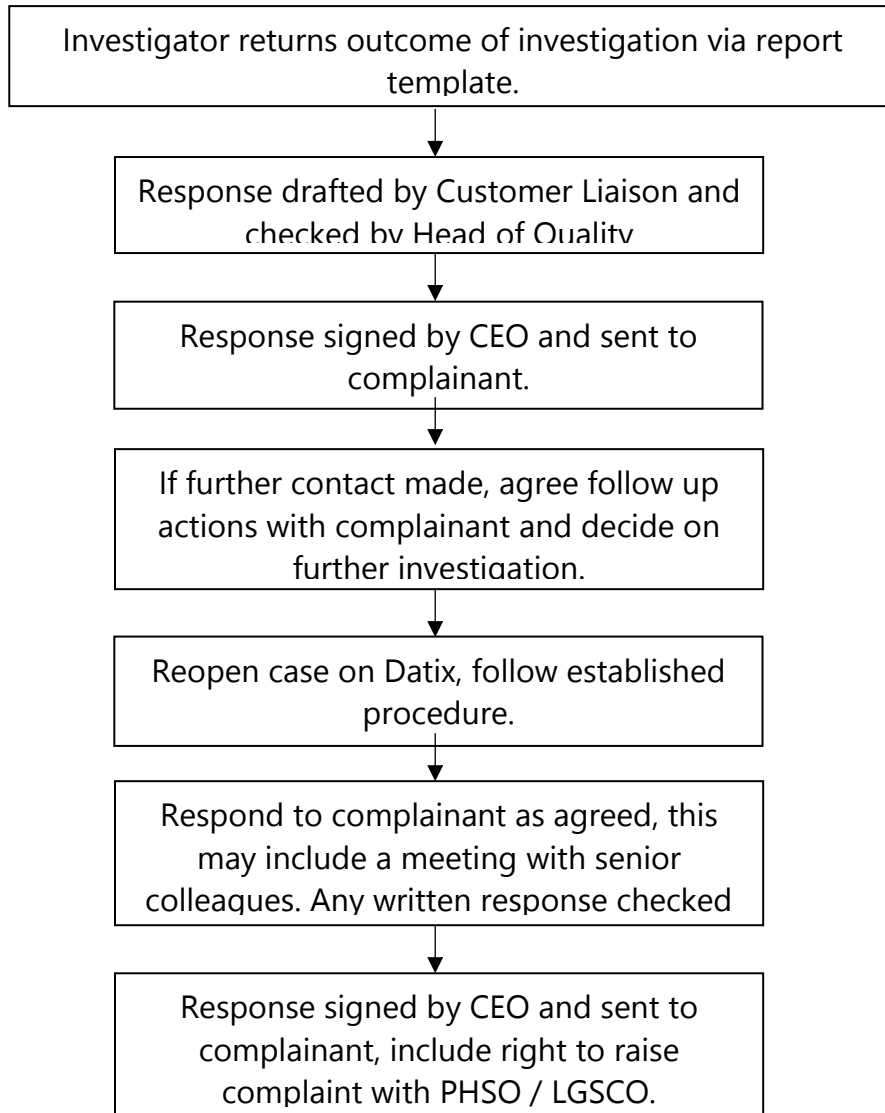 Investigator returns outcome of investigation via report
template.
Response drafted by Customer Liaison and
checked by Head of Quality
Response signed by CEO and sent to
complainant.
If further contact made, agree follow up
actions with complainant and decide on
further investigation.
Reopen case on Datix, follow established
procedure.
Respond to complainant as agreed, this
may include a meeting with senior
colleagues. Any written response checked
Response signed by CEO and sent to
complainant, include right to raise
complaint with PHSO / LGSCO.